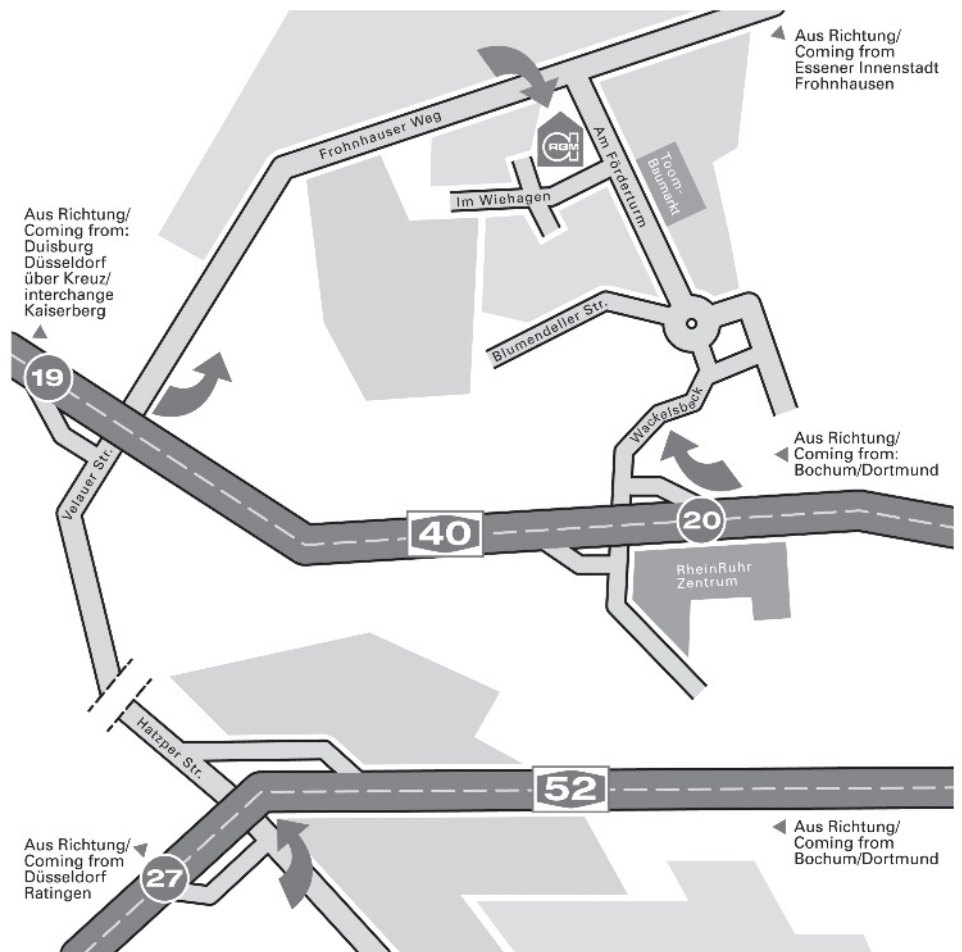 Aus Richtung/
Coming from
Essener Innenstadt
Frohnhausen
Frohnhauser Weg
RGM
Am Förderturm
Toom-
Baumarkt
Im Wiehagen
Aus Richtung/
Coming from:
Duisburg
Düsseldorf
über Kreuz/
interchange
Kaiserberg
Blumendeller Str.
19
Wackelsbeck
Aus Richtung/
Coming from:
Bochum/Dortmund
Velauer Str.
40
20
RheinRuhr
Zentrum
Hatzper Str.
52
Aus Richtung/
Coming from
Düsseldorf
Ratingen
27
Aus Richtung/
Coming from
Bochum/Dortmund